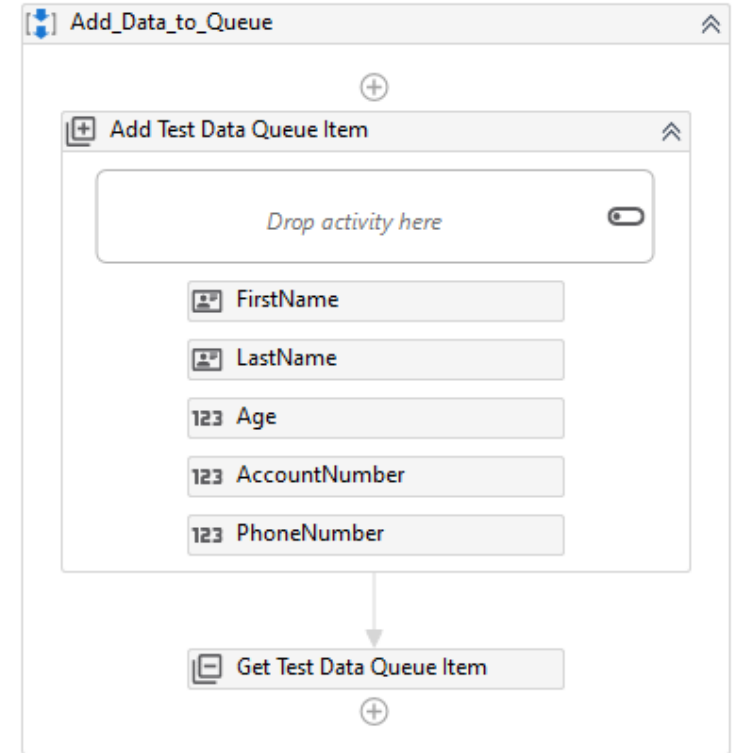 Add_Data_to_Queue
Add Test Data Queue Item
Drop activity here
FirstName
LastName
123 Age
123 AccountNumber
123 PhoneNumber
Get Test Data Queue Item